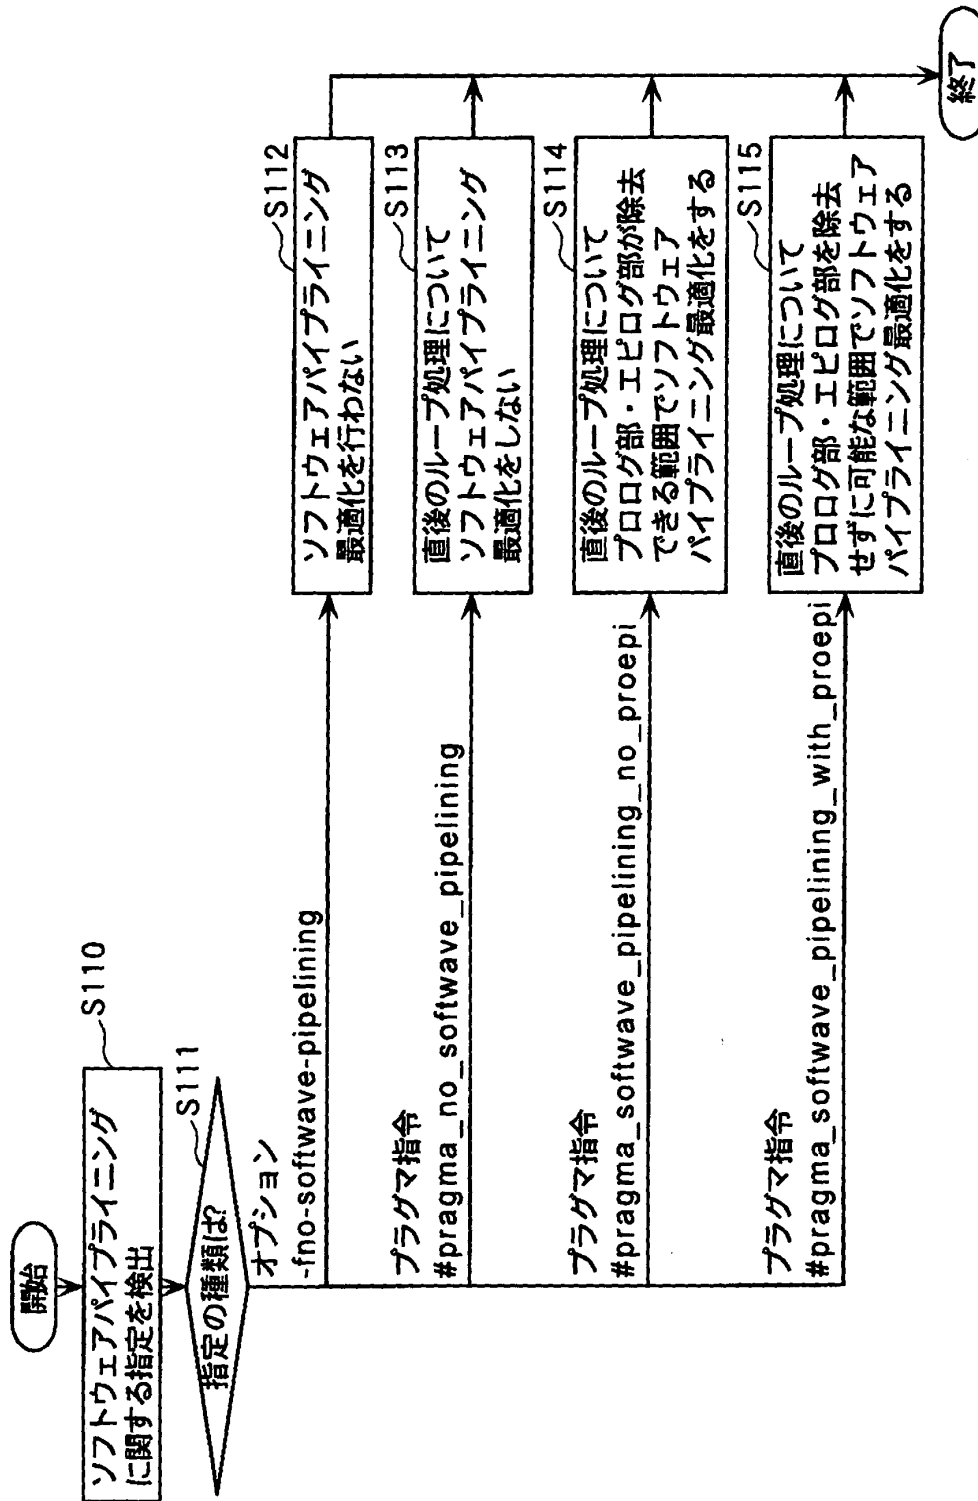 開始
S110
ソフトウェアパイプライニング
に関する指定を検出
S111
指定の種類は?
オプション
-fno-softwave-pipelining
S112
ソフトウェアパイプライニング
最適化を行わない
プラグマ指令
#pragma_no_softwave_pipelining
S113
直後のループ処理について
ソフトウェアパイプライニング
最適化をしない
プラグマ指令
#pragma_softwave_pipelining_no_proepi
S114
直後のループ処理について
プロログ部・エピログ部が除去
できる範囲でソフトウェア
パイプライニング最適化をする
プラグマ指令
#pragma_softwave_pipelining_with_proepi
S115
直後のループ処理について
プロログ部・エピログ部を除去
せずに可能な範囲でソフトウェア
パイプライニング最適化をする
終了